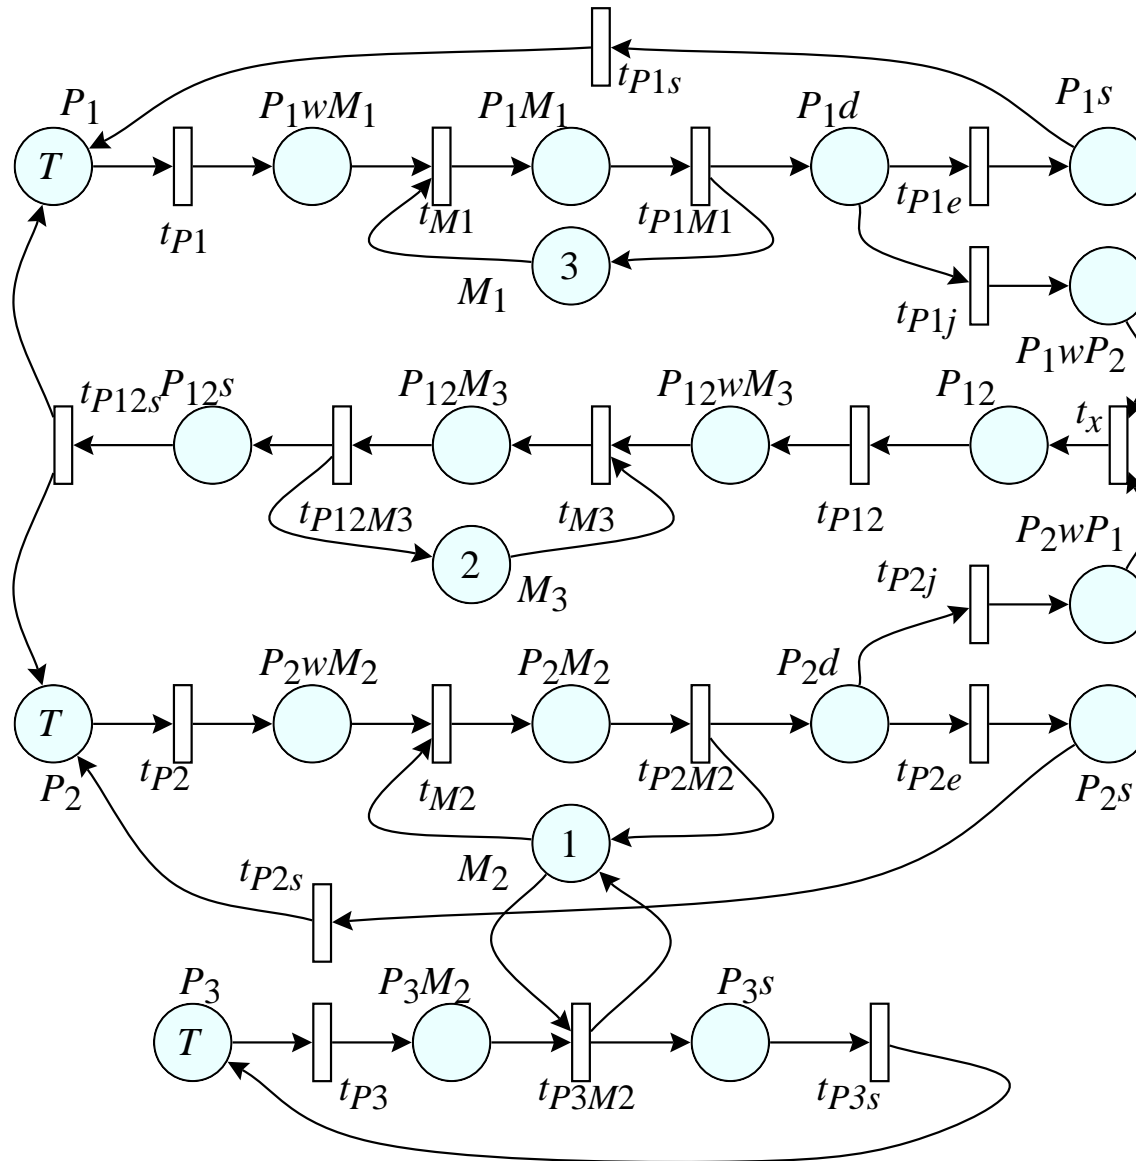 tP1s
P1 P1wM1 P1M1 P1d P1s
T
tP1 tM1 tP1M1 tP1e
3
M1 tP1j
P1wP2
tP12s P12s P12M3 P12wM3 P12 tx
tP12M3 tM3 tP12 P2wP1
2
M3 tP2j
P2wM2 P2M2 P2d
T
P2 tP2 tM2 tP2M2 tP2e P2s
1
M2
tP2s
P3 P3M2 P3s
T
tP3 tP3M2 tP3s